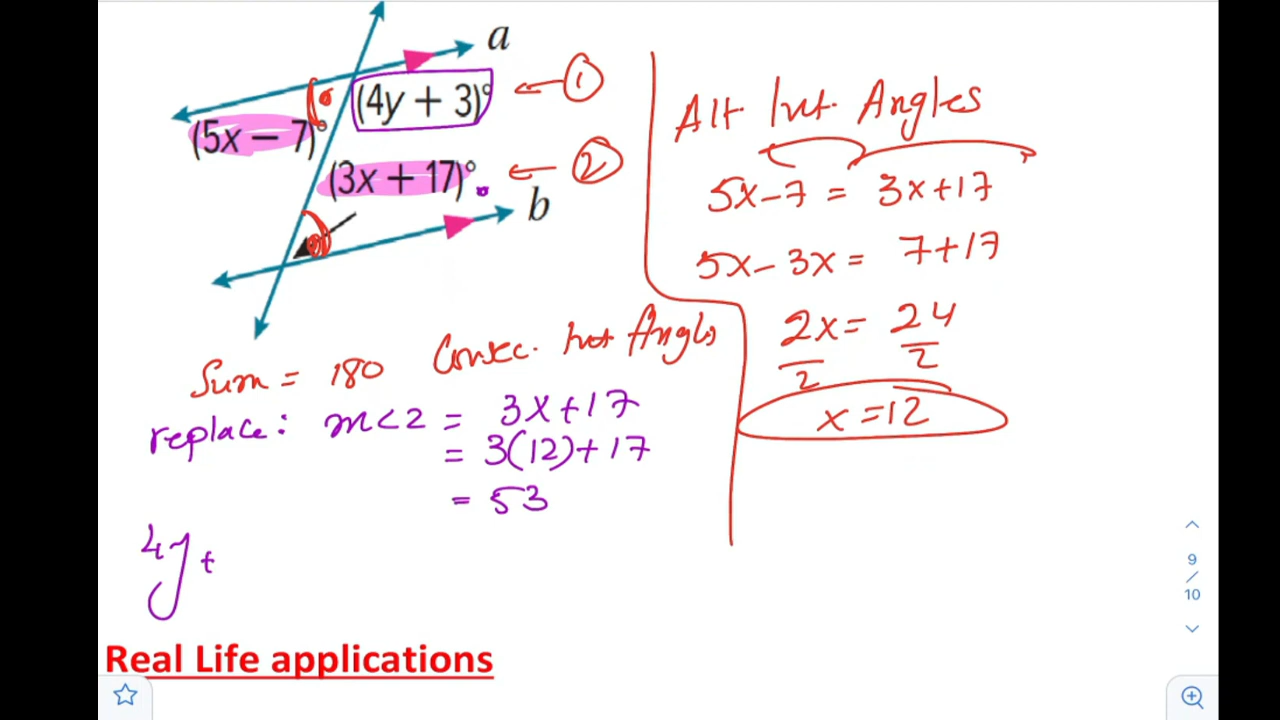 a
(4y + 3)° ← 1
(5x − 7)°
(3x + 17)° ← 2
b
Alt Int. Angles
5x-7 = 3x+17
5x-3x = 7+17
2x = 24
2 2
x = 12
Sum = 180 Consec. Int Angles
replace: m<2 = 3x+17
= 3(12)+17
= 53
4y +
9
/
10
Real Life applications